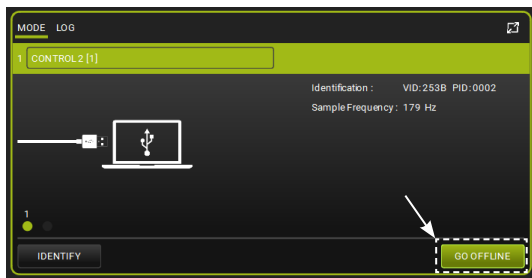 MODE LOG
1 CONTROL 2 [1]
Identification : VID:253B PID:0002
Sample Frequency : 179 Hz
1
IDENTIFY GO OFFLINE